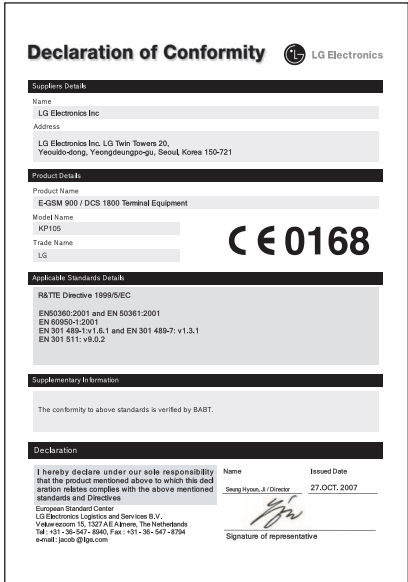 Declaration of Conformity LG LG Electronics
Suppliers Details
Name
LG Electronics Inc
Address
LG Electronics Inc. LG Twin Towers 20,
Yeouido-dong, Yeongdeungpo-gu, Seoul, Korea 150-721
Product Details
Product Name
E-GSM 900 / DCS 1800 Terminal Equipment
Model Name
KP105
Trade Name
LG
CE 0168
Applicable Standards Details
R&TTE Directive 1999/5/EC
EN50360:2001 and EN 50361:2001
EN 60950-1:2001
EN 301 489-1:v1.6.1 and EN 301 489-7: v1.3.1
EN 301 511: v9.0.2
Supplementary Information
The conformity to above standards is verified by BABT.
Declaration
I hereby declare under our sole responsibility
that the product mentioned above to which this decl
aration relates complies with the above mentioned
standards and Directives
European Standard Center
LG Electronics Logistics and Services B.V.
Veluwezoom 15, 1327 AE Almere, The Netherlands
Tel : +31 - 36- 547 - 8940, Fax : +31 - 36- 547 - 8794
e-mail : jacob @ lge.com
Name Issued Date
Seung Hyoun, Ji / Director 27.OCT. 2007
Signature of representative